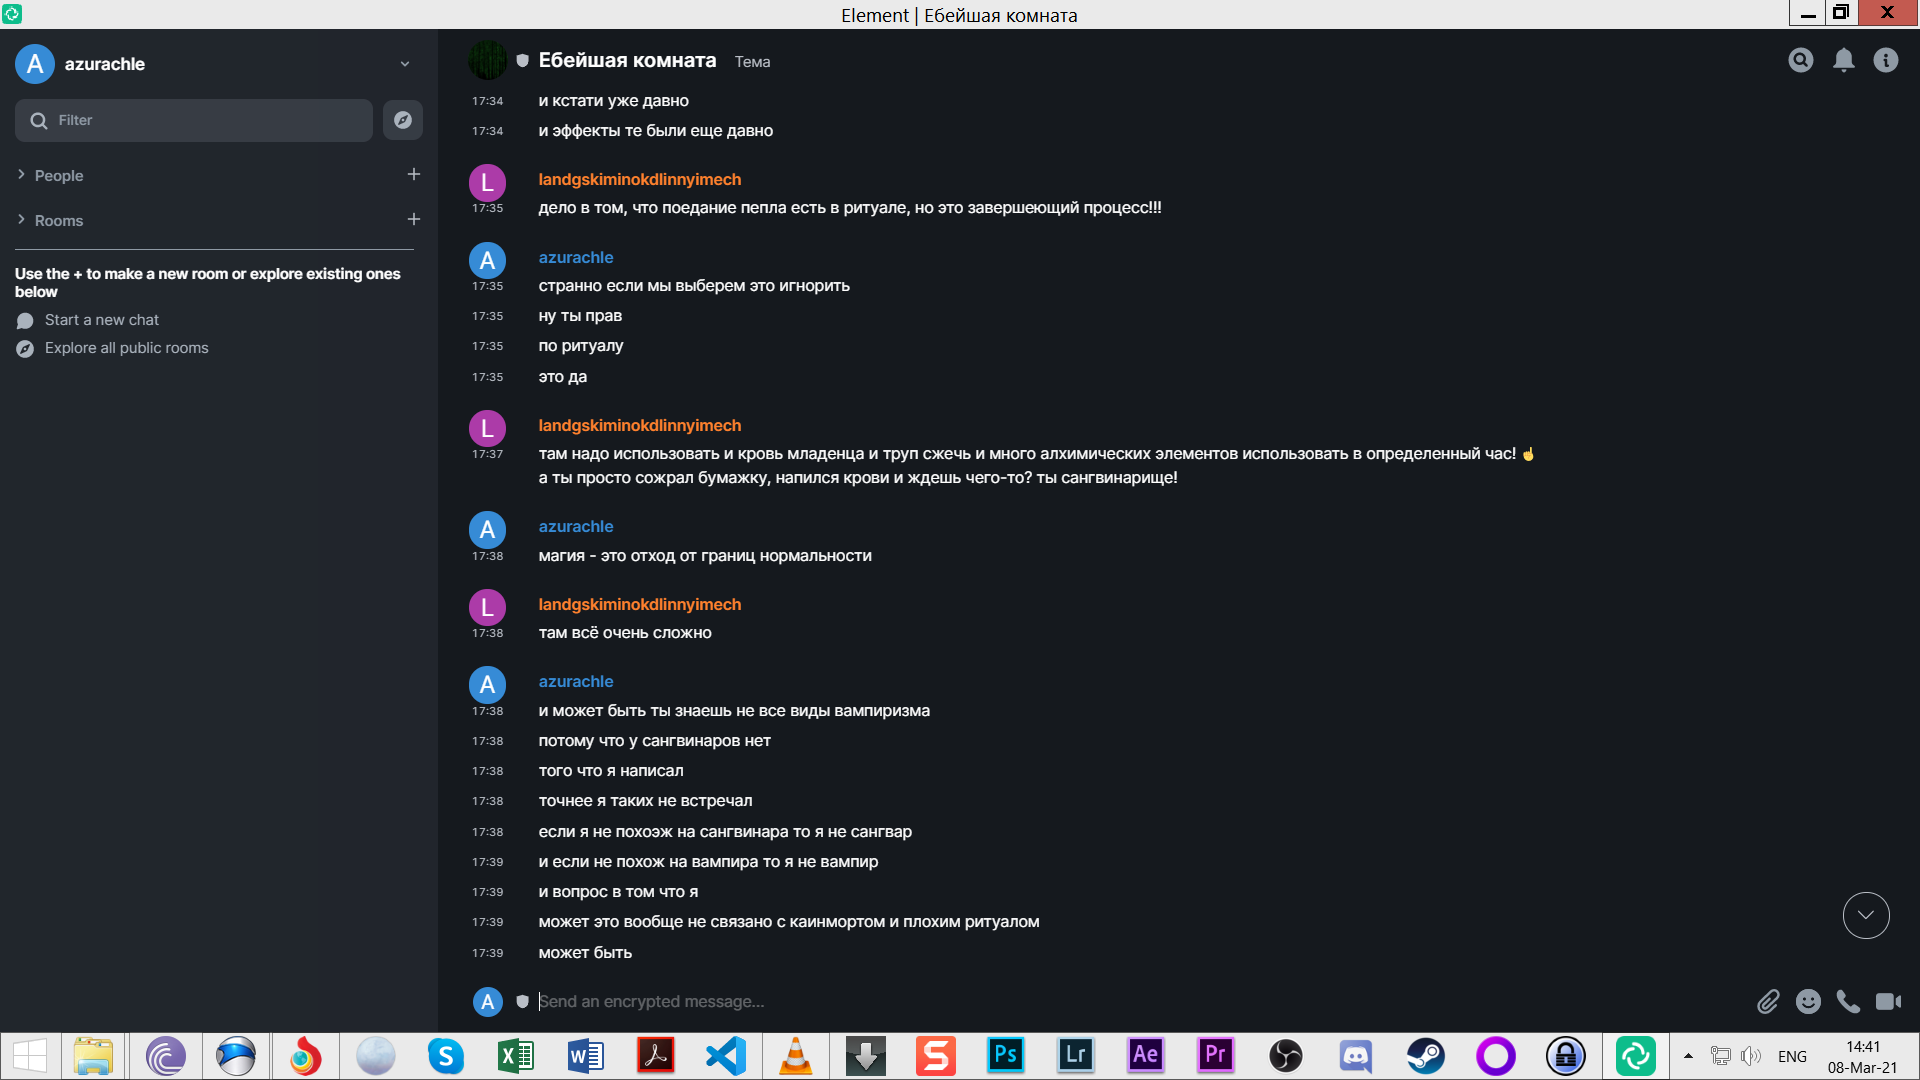 Element | Ебейшая комната
A
azurachle
Filter
People
Rooms
Use the + to make a new room or explore existing ones
below
Start a new chat
Explore all public rooms
Ебейшая комната Тема
17:34 и кстати уже давно
17:34 и эффекты те были еще давно
L landgskiminokdlinnyimech
17:35 дело в том, что поедание пепла есть в ритуале, но это завершеющий процесс!!!
A azurachle
17:35 странно если мы выберем это игнорить
17:35 ну ты прав
17:35 по ритуалу
17:35 это да
L landgskiminokdlinnyimech
17:37 там надо использовать и кровь младенца и труп сжечь и много алхимических элементов использовать в определенный час! ☝
а ты просто сожрал бумажку, напился крови и ждешь чего-то? ты сангвинарище!
A azurachle
17:38 магия - это отход от границ нормальности
L landgskiminokdlinnyimech
17:38 там всё очень сложно
A azurachle
17:38 и может быть ты знаешь не все виды вампиризма
17:38 потому что у сангвинаров нет
17:38 того что я написал
17:38 точнее я таких не встречал
17:38 если я не похоэж на сангвинара то я не сангвар
17:39 и если не похож на вампира то я не вампир
17:39 и вопрос в том что я
17:39 может это вообще не связано с каинмортом и плохим ритуалом
17:39 может быть
A Send an encrypted message...
S
X
W
S
Ps
Lr
Ae
Pr
ENG
14:41
08-Mar-21